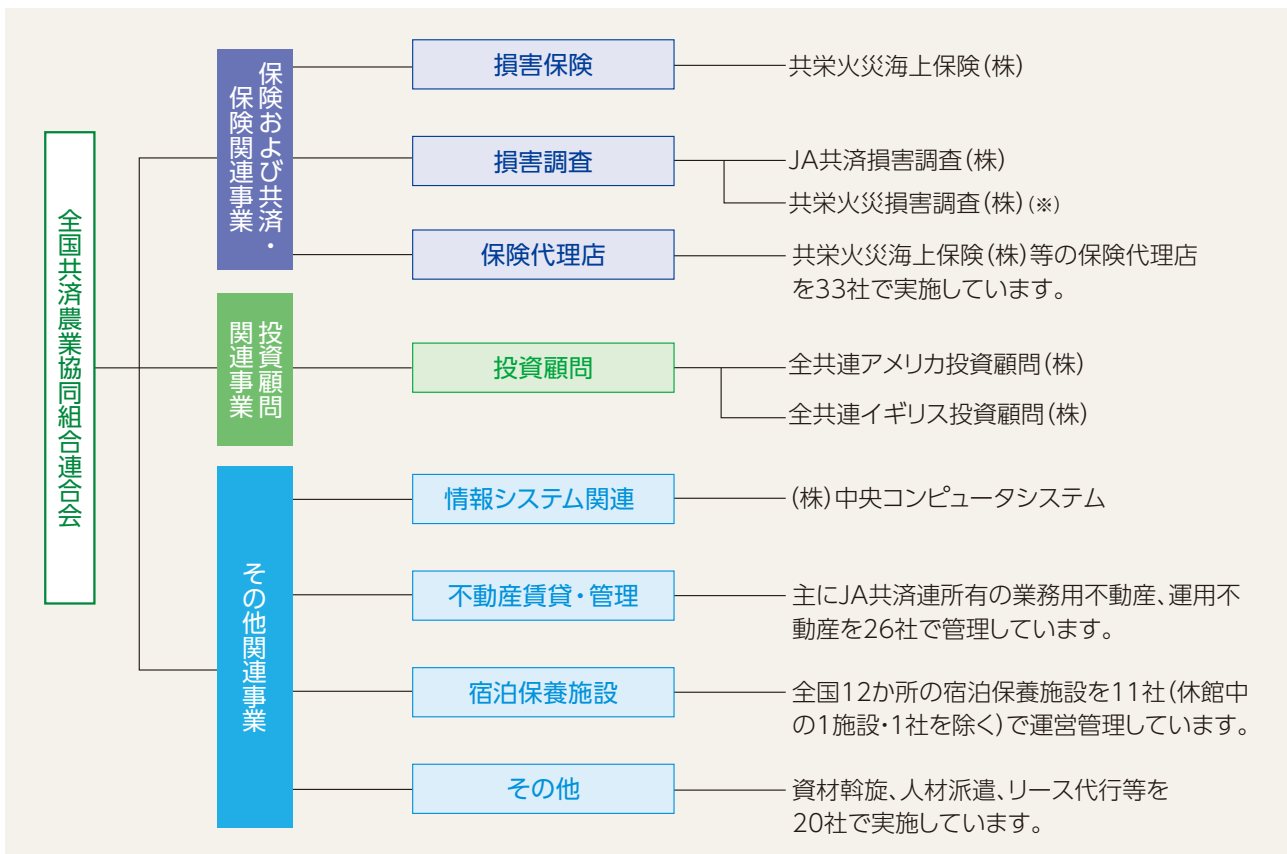 全国共済農業協同組合連合会
保険および共済・
保険関連事業
損害保険
共栄火災海上保険(株)
損害調査
JA共済損害調査(株)
共栄火災損害調査(株)(※)
保険代理店
共栄火災海上保険(株)等の保険代理店
を33社で実施しています。
投資顧問
関連事業
投資顧問
全共連アメリカ投資顧問(株)
全共連イギリス投資顧問(株)
その他関連事業
情報システム関連
(株)中央コンピュータシステム
不動産賃貸・管理
主にJA共済連所有の業務用不動産、運用不
動産を26社で管理しています。
宿泊保養施設
全国12か所の宿泊保養施設を11社(休館中
の1施設・1社を除く)で運営管理しています。
その他
資材斡旋、人材派遣、リース代行等を
20社で実施しています。